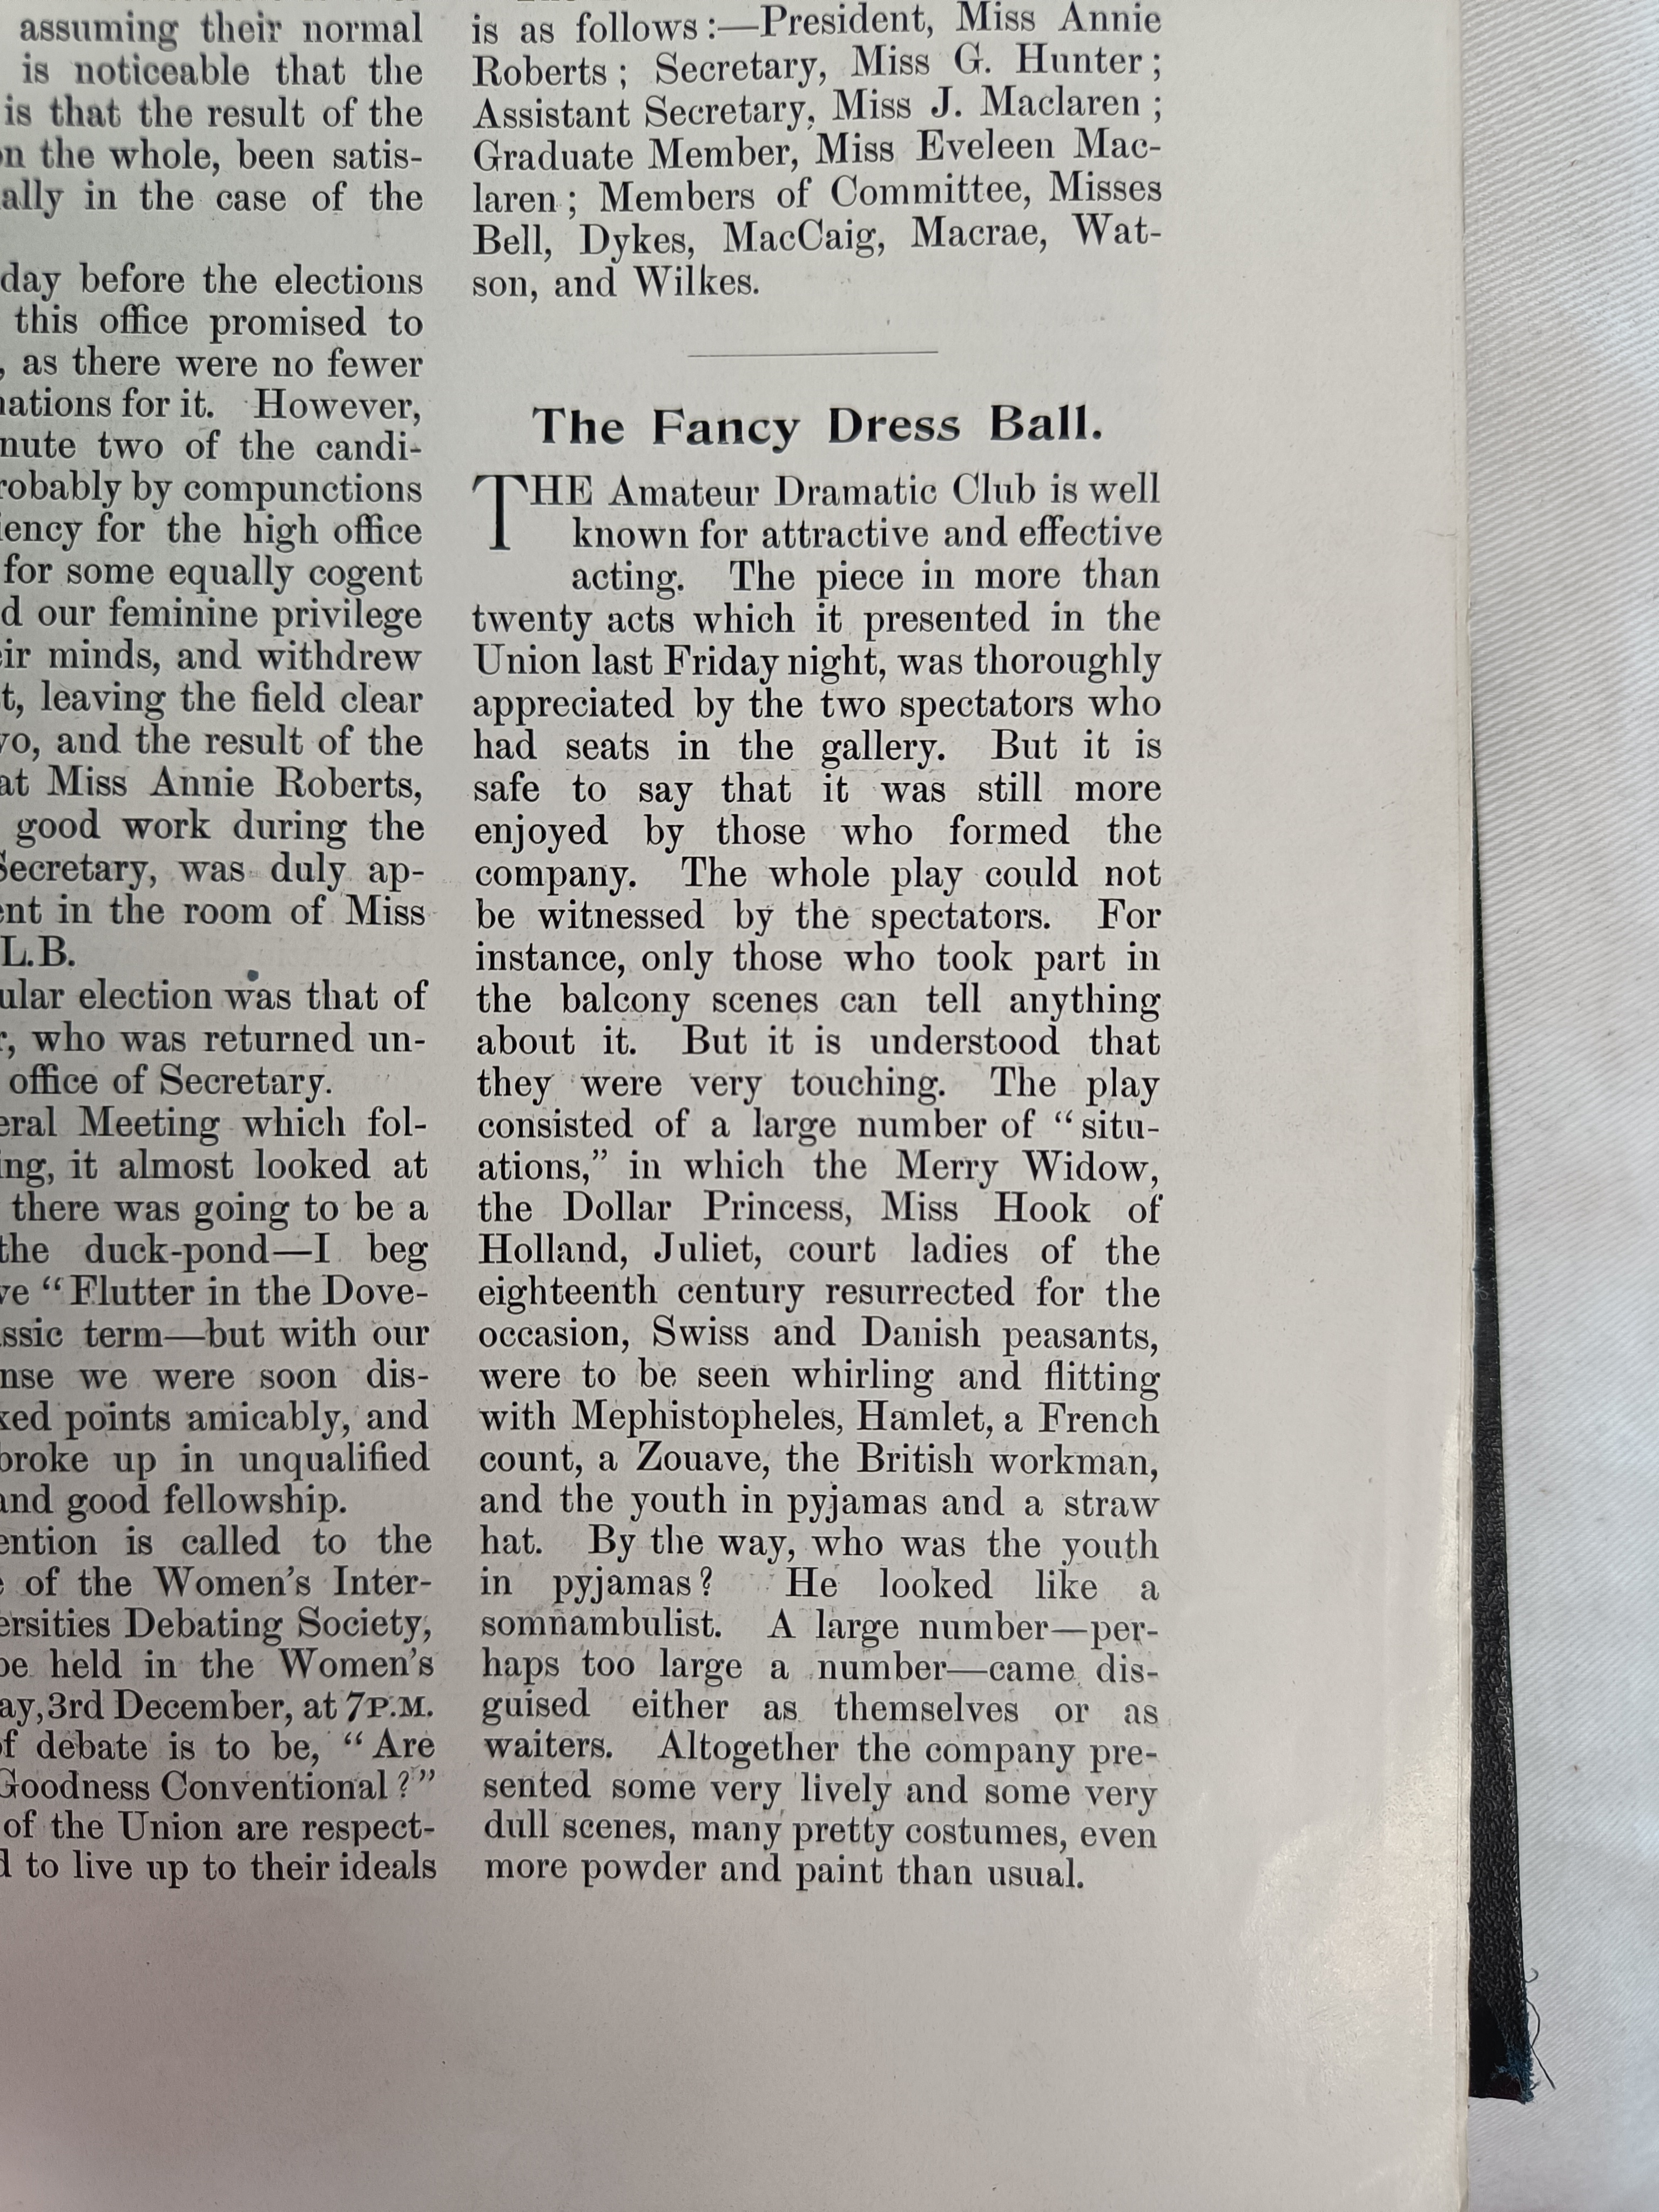 assuming their normal
is noticeable that the
is that the result of the
the whole, been satis-
in the case of the
day before the elections
this office promised to
, as there were no fewer
for it. However,
two of the candi-
by compunctions
for the high office
for some equally cogent
our feminine privilege
minds, and withdrew
leaving the field clear
and the result of the
Miss Annie Roberts,
good work during the
Secretary, was duly ap-
in the room of Miss
L.B.
election was that of
, who was returned un-
office of Secretary.
Meeting which fol-
it almost looked at
there was going to be a
the duck-pond—I beg
“Flutter in the Dove-
term—but with our
we were soon dis-
points amicably, and
broke up in unqualified
and good fellowship.
is called to the
of the Women's Inter-
Debating Society,
be held in the Women's
3rd December, at 7 P.M.
of debate is to be, “Are
Goodness Conventional?”
of the Union are respect-
to live up to their ideals
is as follows:—President, Miss Annie
Roberts; Secretary, Miss G. Hunter;
Assistant Secretary, Miss J. Maclaren;
Graduate Member, Miss Eveleen Mac-
laren; Members of Committee, Misses
Bell, Dykes, MacCaig, Macrae, Wat-
son, and Wilkes.
The Fancy Dress Ball.
THE Amateur Dramatic Club is well
known for attractive and effective
acting. The piece in more than
twenty acts which it presented in the
Union last Friday night, was thoroughly
appreciated by the two spectators who
had seats in the gallery. But it is
safe to say that it was still more
enjoyed by those who formed the
company. The whole play could not
be witnessed by the spectators. For
instance, only those who took part in
the balcony scenes can tell anything
about it. But it is understood that
they were very touching. The play
consisted of a large number of “situ-
ations,” in which the Merry Widow,
the Dollar Princess, Miss Hook of
Holland, Juliet, court ladies of the
eighteenth century resurrected for the
occasion, Swiss and Danish peasants,
were to be seen whirling and flitting
with Mephistopheles, Hamlet, a French
count, a Zouave, the British workman,
and the youth in pyjamas and a straw
hat. By the way, who was the youth
in pyjamas? He looked like a
somnambulist. A large number—per-
haps too large a number—came dis-
guised either as themselves or as
waiters. Altogether the company pre-
sented some very lively and some very
dull scenes, many pretty costumes, even
more powder and paint than usual.